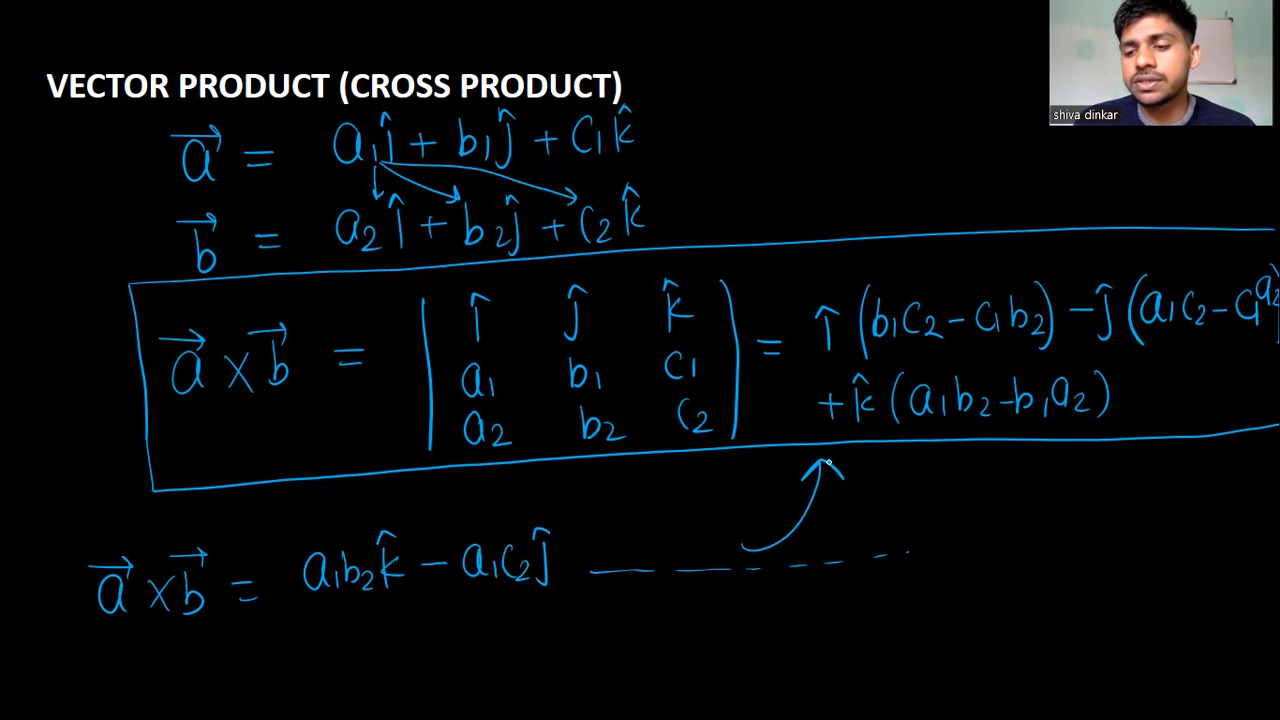 shiva dinkar
VECTOR PRODUCT (CROSS PRODUCT)
a⃗ = a₁î + b₁ĵ + c₁k̂
b⃗ = a₂î + b₂ĵ + c₂k̂
a⃗ × b⃗ = | î ĵ k̂ | = î (b₁c₂ − c₁b₂) − ĵ (a₁c₂ − c₁a₂)
a₁ b₁ c₁
+ k̂ (a₁b₂ − b₁a₂)
a₂ b₂ c₂
a⃗ × b⃗ = a₁b₂k̂ − a₁c₂ĵ — — - - - - -